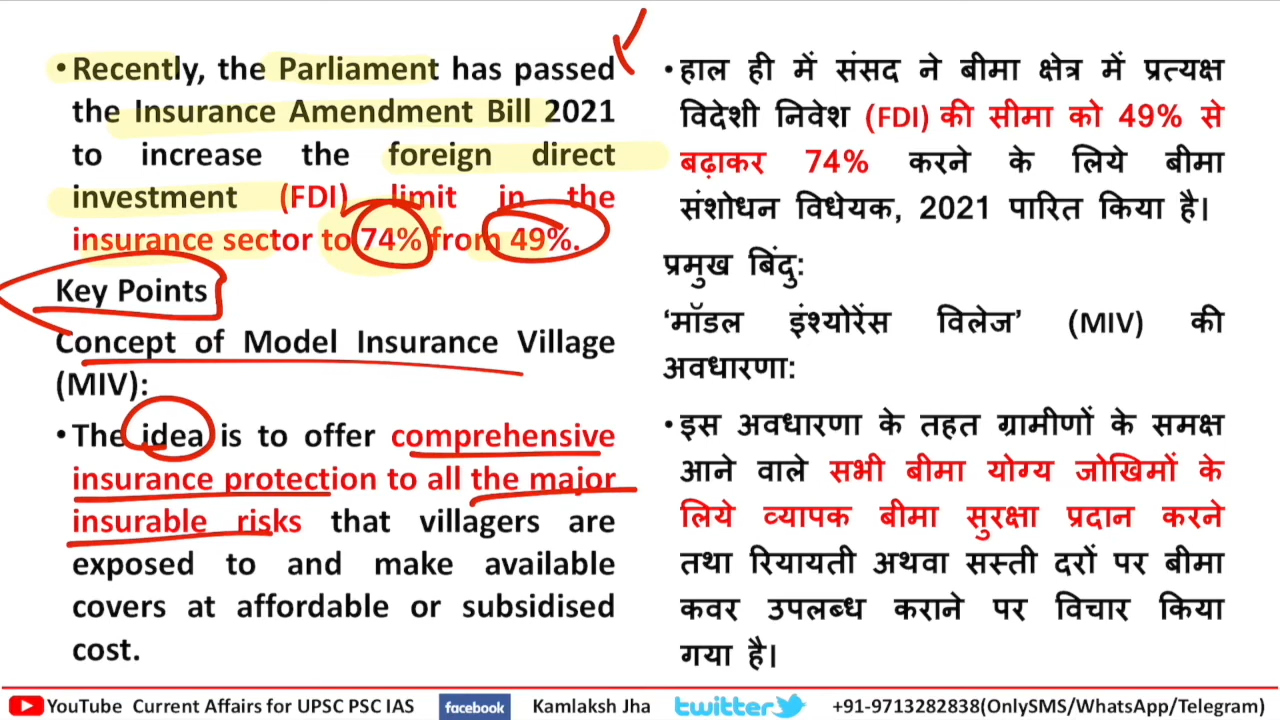 •Recently, the Parliament has passed
the Insurance Amendment Bill 2021
to increase the foreign direct
investment (FDI) limit in the
insurance sector to 74% from 49%.
Key Points
Concept of Model Insurance Village
(MIV):
•The idea is to offer comprehensive
insurance protection to all the major
insurable risks that villagers are
exposed to and make available
covers at affordable or subsidised
cost.
•हाल ही में संसद ने बीमा क्षेत्र में प्रत्यक्ष
विदेशी निवेश (FDI) की सीमा को 49% से
बढ़ाकर 74% करने के लिये बीमा
संशोधन विधेयक, 2021 पारित किया है।
प्रमुख बिंदु:
‘मॉडल इंश्योरेंस विलेज’ (MIV) की
अवधारणा:
•इस अवधारणा के तहत ग्रामीणों के समक्ष
आने वाले सभी बीमा योग्य जोखिमों के
लिये व्यापक बीमा सुरक्षा प्रदान करने
तथा रियायती अथवा सस्ती दरों पर बीमा
कवर उपलब्ध कराने पर विचार किया
गया है।
YouTube Current Affairs for UPSC PSC IAS facebook Kamlaksh Jha twitter +91-9713282838(OnlySMS/WhatsApp/Telegram)